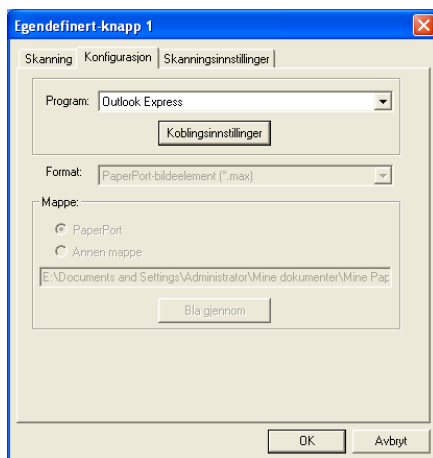 Egendefinert-knapp 1
Skanning Konfigurasjon Skanningsinnstillinger
Program: Outlook Express
Koblingsinnstillinger
Format: PaperPort-bildeelement (*.max)
Mappe:
PaperPort
Annen mappe
E:\Documents and Settings\Administrator\Mine dokumenter\Mine Pap
Bla gjennom
OK Avbryt